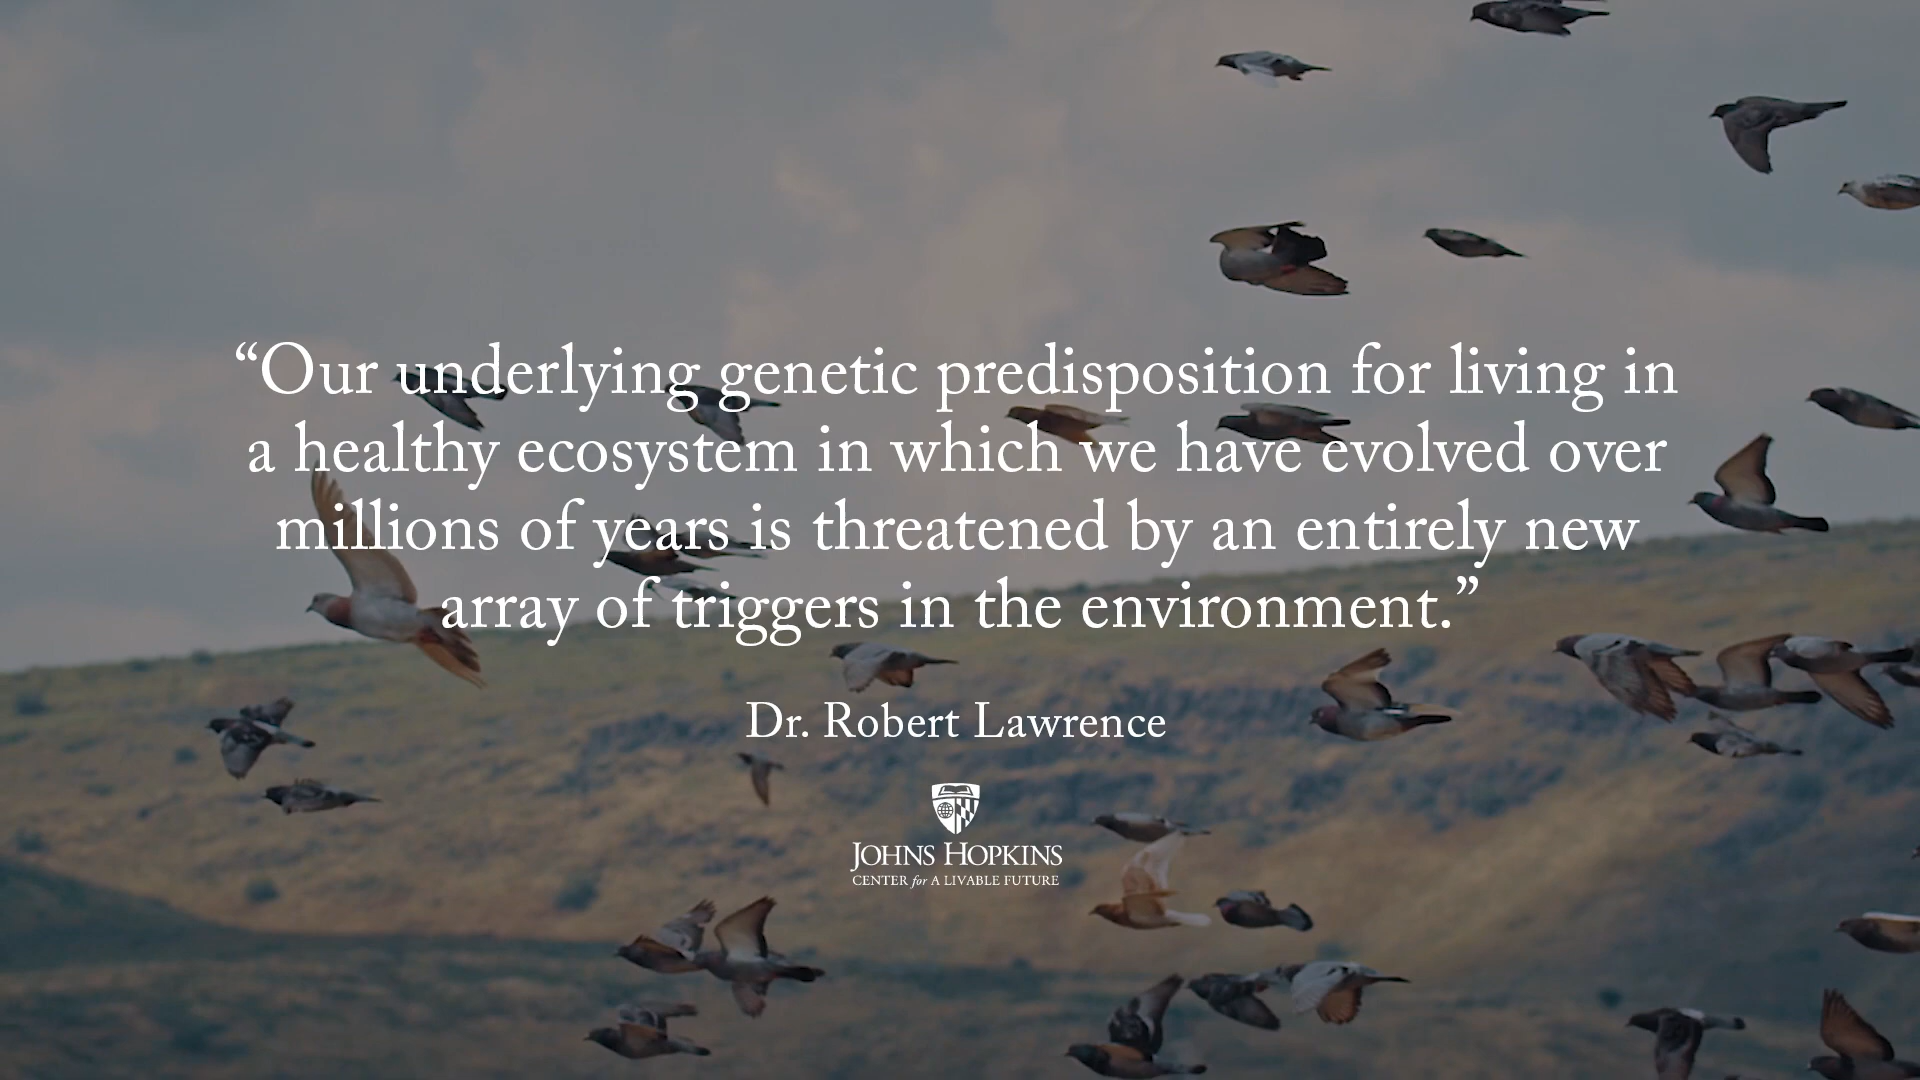 “Our underlying genetic predisposition for living in
a healthy ecosystem in which we have evolved over
millions of years is threatened by an entirely new
array of triggers in the environment.”
Dr. Robert Lawrence
JOHNS HOPKINS
CENTER for A LIVABLE FUTURE